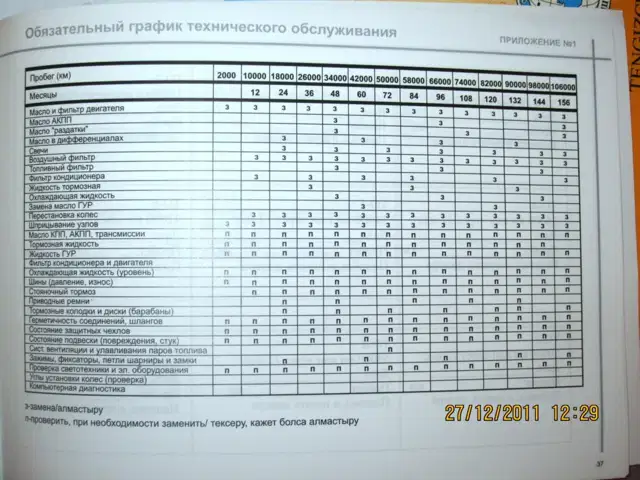 Обязательный график технического обслуживания
ПРИЛОЖЕНИЕ №1
TENGIZCH
Пробег (км) 2000 10000 18000 26000 34000 42000 50000 58000 66000 74000 82000 90000 98000 106000
Месяцы 12 24 36 48 60 72 84 96 108 120 132 144 156
Масло и фильтр двигателя з з з з з з з з з з з з з з
Масло АКПП з з з
Масло "раздатки" з з з
Масло в дифференциалах з з з з з
Свечи з з з з з з
Воздушный фильтр з з з з з з з з з з з з з
Топливный фильтр з з з
Фильтр кондиционера з з з з з з
Жидкость тормозная з з з
Охлаждающая жидкость з з з
Замена масло ГУР з з
Перестановка колес з з з з з з з з з з з з з
Шприцывание узлов з з з з з з з з з з з з з з
Масло КПП, АКПП, трансмиссии п п п п п п п п п п п п п п
Тормозная жидкость п п п п п п п п п п п п п
Жидкость ГУР п п п п п п п п п п п п п
Фильтр кондиционера и двигателя
Охлаждающая жидкость (уровень) п п п п п п п п п п п п п п
Шины (давление, износ) п п п п п п п п п п п п п п
Стояночный тормоз п п п п п п п п п п п п п
Приводные ремни п п п п п
Тормозные колодки и диски (барабаны) п п п п п п
Герметичность соединений, шлангов п п п п п п п п п п п п п п
Состояние защитных чехлов п п п п п п п п п п п п п
Состояние подвески (повреждения, стук) п п п п п п п п п п п п п п
Сист. вентиляции и улавливания паров топлива п
Зажимы, фиксаторы, петли шарниры и замки п п п п п п
Проверка светотехники и эл. оборудования п п п п п п п п п п п п п п
Углы установки колес (проверка)
Компьютерная диагностика
з-замена/алмастыру
п-проверить, при необходимости заменить/ тексеру, кажет болса алмастыру
27/12/2011 12:29
37